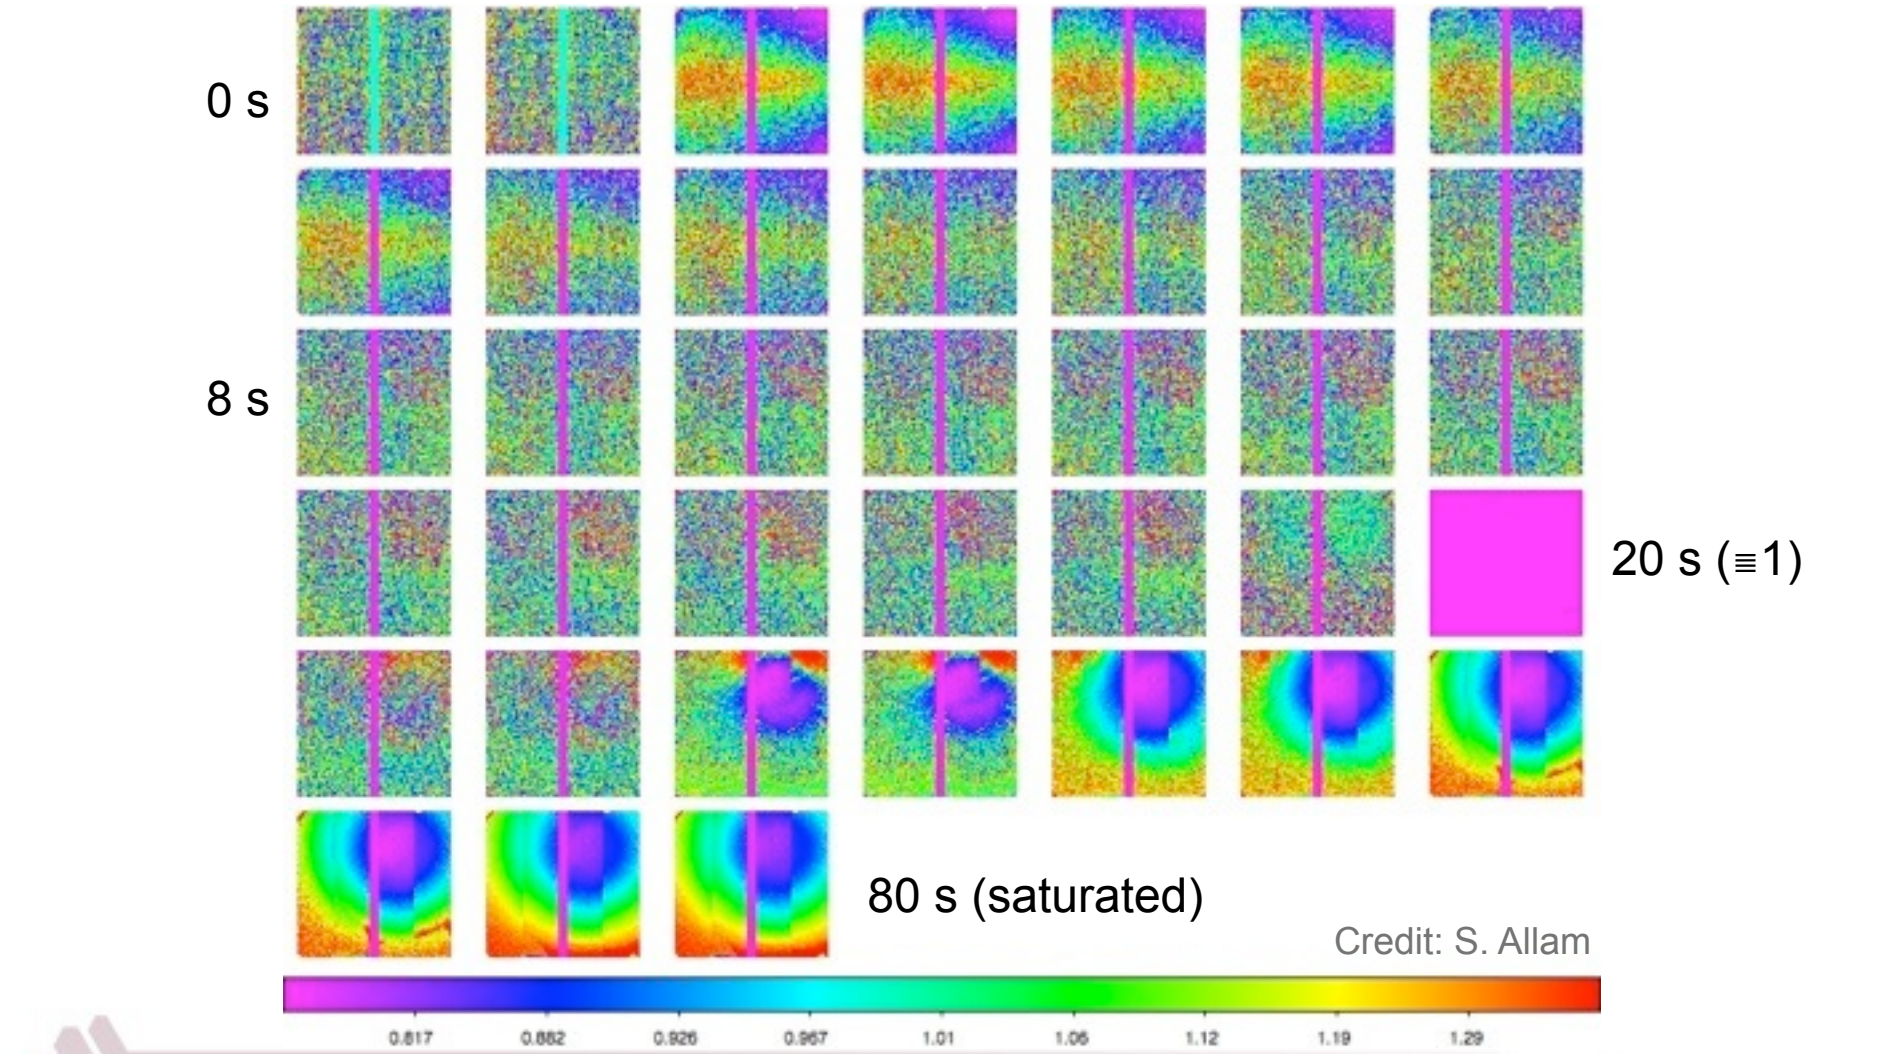 0 s
8 s
20 s (≡1)
80 s (saturated)
Credit: S. Allam
0.817 0.882 0.926 0.967 1.01 1.06 1.12 1.19 1.29